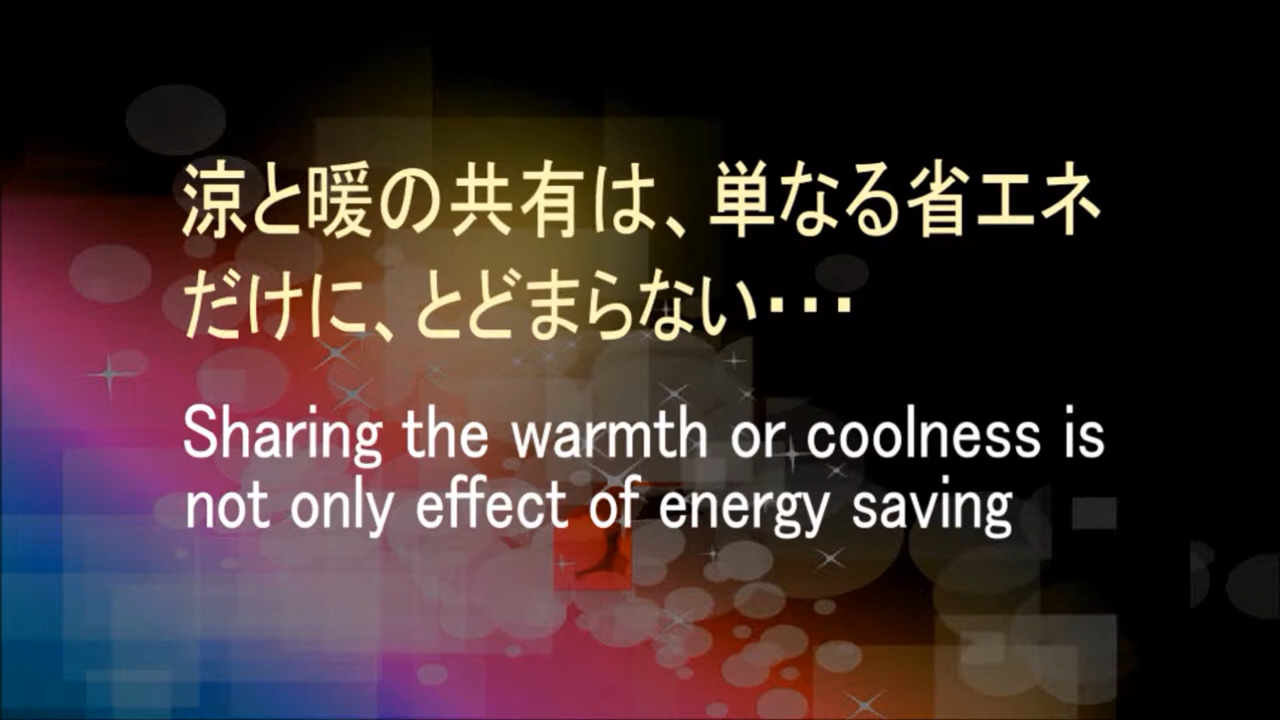 涼と暖の共有は、単なる省エネ
だけに、とどまらない・・・
Sharing the warmth or coolness is
not only effect of energy saving